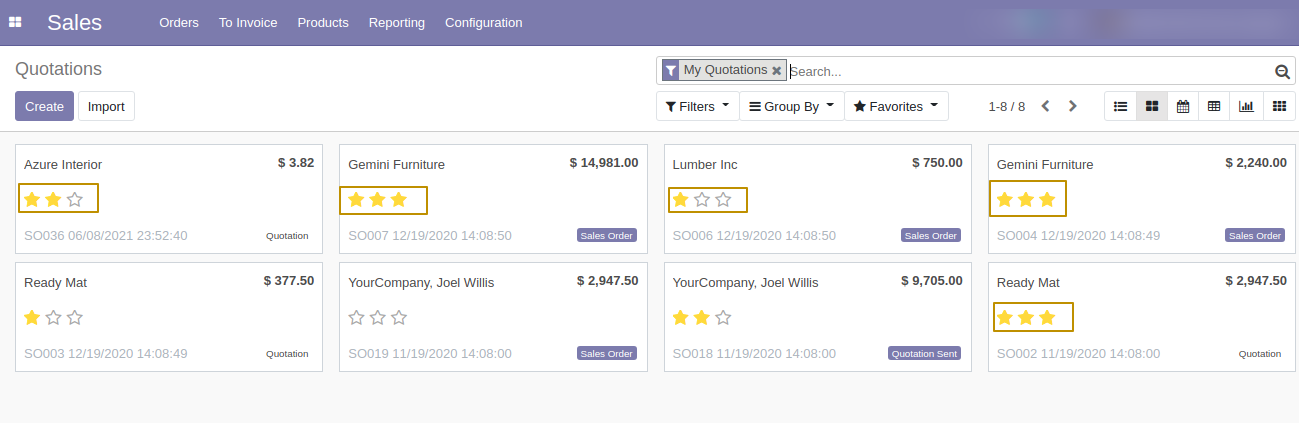 Sales Orders To Invoice Products Reporting Configuration
Quotations
My Quotations Search...
Create Import
Filters Group By Favorites 1-8 / 8
Azure Interior $ 3.82
SO036 06/08/2021 23:52:40 Quotation
Gemini Furniture $ 14,981.00
SO007 12/19/2020 14:08:50 Sales Order
Lumber Inc $ 750.00
SO006 12/19/2020 14:08:50 Sales Order
Gemini Furniture $ 2,240.00
SO004 12/19/2020 14:08:49 Sales Order
Ready Mat $ 377.50
SO003 12/19/2020 14:08:49 Quotation
YourCompany, Joel Willis $ 2,947.50
SO019 11/19/2020 14:08:00 Sales Order
YourCompany, Joel Willis $ 9,705.00
SO018 11/19/2020 14:08:00 Quotation Sent
Ready Mat $ 2,947.50
SO002 11/19/2020 14:08:00 Quotation